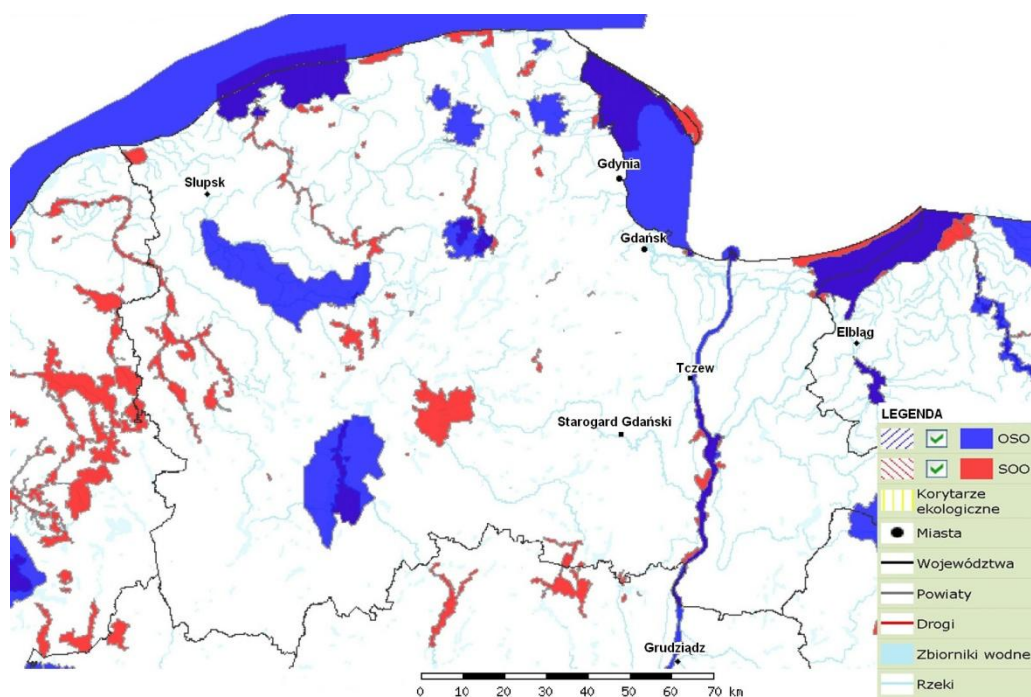 Gdynia
Slupsk
Gdańsk
Elbląg
Tczew
Starogard Gdański
Grudziądz
LEGENDA
OSO
SOO
Korytarze
ekologiczne
Miasta
Województwa
Powiaty
Drogi
Zbiorniki wodne
Rzeki
0 10 20 30 40 50 60 70 km